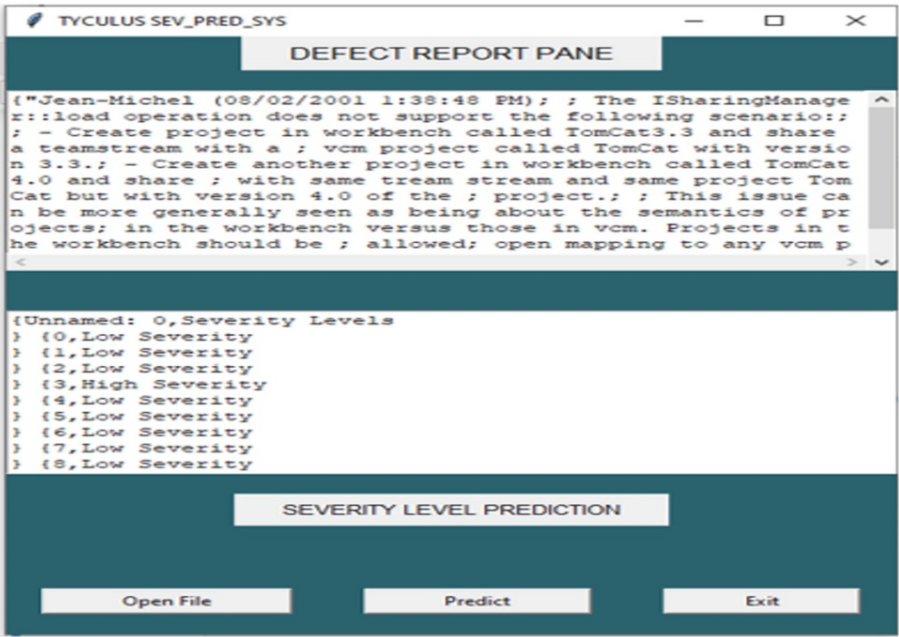 TYCULUS SEV_PRED_SYS
DEFECT REPORT PANE
{"Jean-Michel (08/02/2001 1:38:48 PM); ; The ISharingManage
r::load operation does not support the following scenario:;
; - Create project in workbench called TomCat3.3 and share
a teamstream with a ; vcm project called TomCat with versio
n 3.3.; - Create another project in workbench called TomCat
4.0 and share ; with same tream stream and same project Tom
Cat but with version 4.0 of the ; project.; ; This issue ca
n be more generally seen as being about the semantics of pr
ojects; in the workbench versus those in vcm. Projects in t
he workbench should be ; allowed; open mapping to any vcm p
{Unnamed: 0,Severity Levels
} {0,Low Severity
} {1,Low Severity
} {2,Low Severity
} {3,High Severity
} {4,Low Severity
} {5,Low Severity
} {6,Low Severity
} {7,Low Severity
} {8,Low Severity
SEVERITY LEVEL PREDICTION
Open File
Predict
Exit